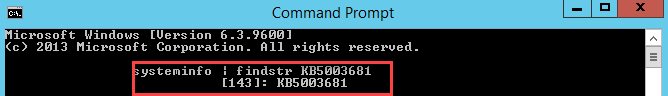 Command Prompt
Microsoft Windows [Version 6.3.9600]
(c) 2013 Microsoft Corporation. All rights reserved.
systeminfo | findstr KB5003681
[143]: KB5003681